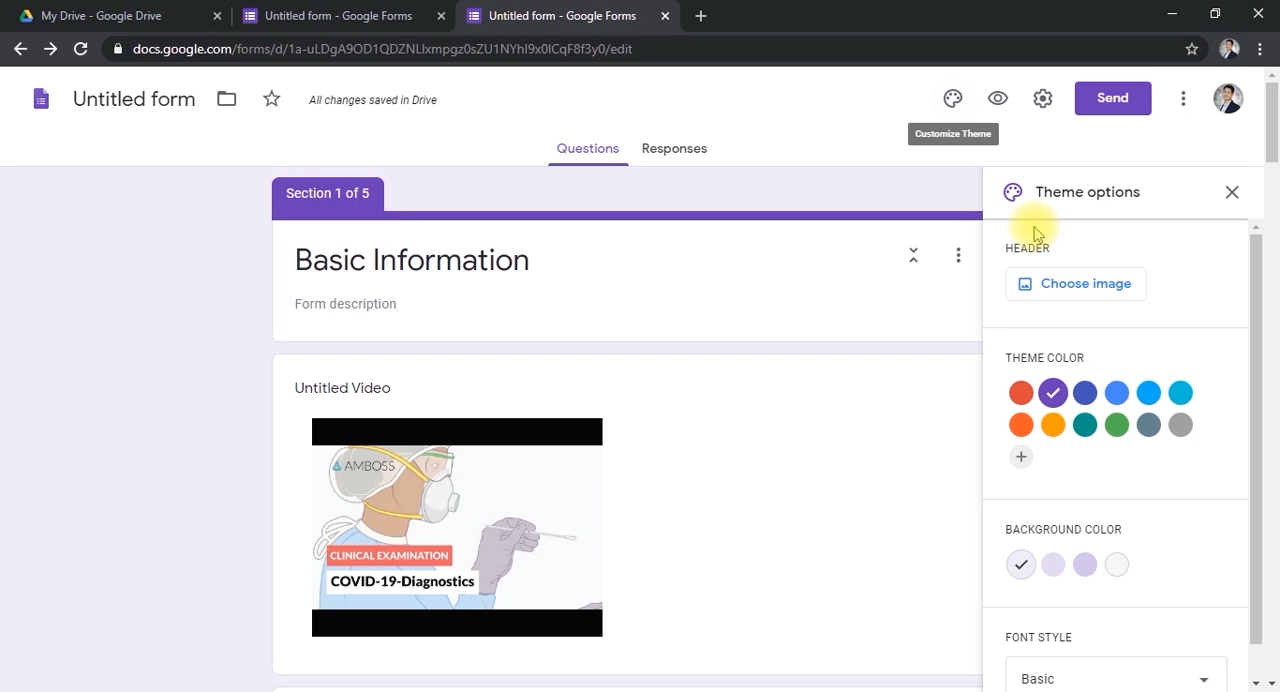 My Drive - Google Drive
Untitled form - Google Forms
Untitled form - Google Forms
docs.google.com/forms/d/1a-uLDgA9OD1QDZNLlxmpgz0sZU1NYhI9x0lCqF8f3y0/edit
Untitled form
All changes saved in Drive
Send
Customize Theme
Questions
Responses
Section 1 of 5
Theme options
Basic Information
HEADER
Choose image
Form description
THEME COLOR
Untitled Video
AMBOSS
CLINICAL EXAMINATION
COVID-19-Diagnostics
BACKGROUND COLOR
FONT STYLE
Basic